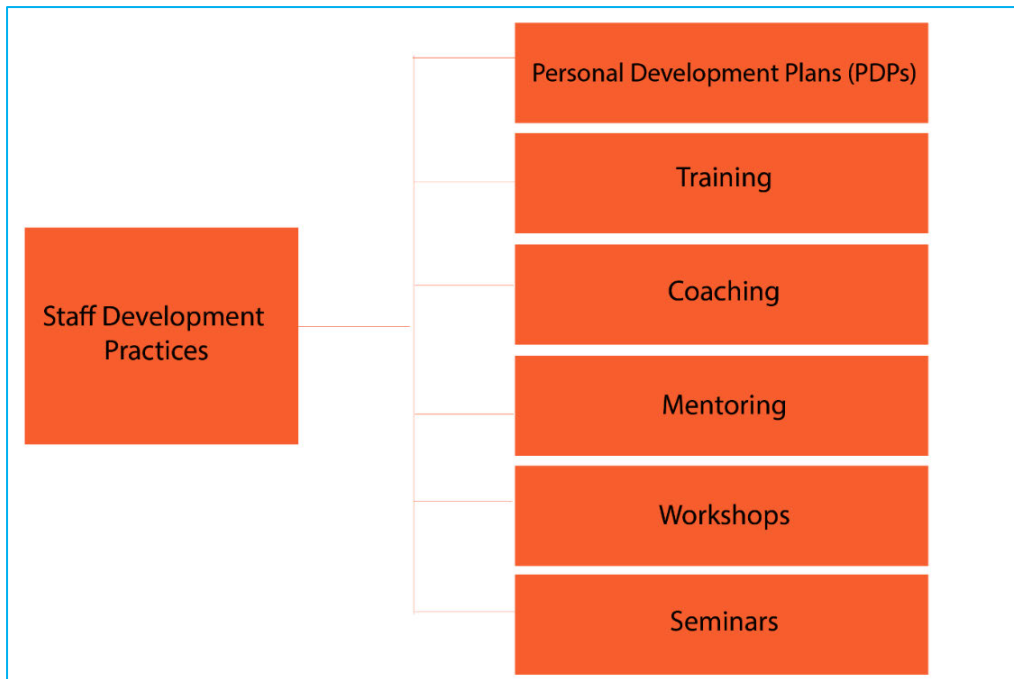 Personal Development Plans (PDPs)
Training
Coaching
Staff Development
Practices
Mentoring
Workshops
Seminars